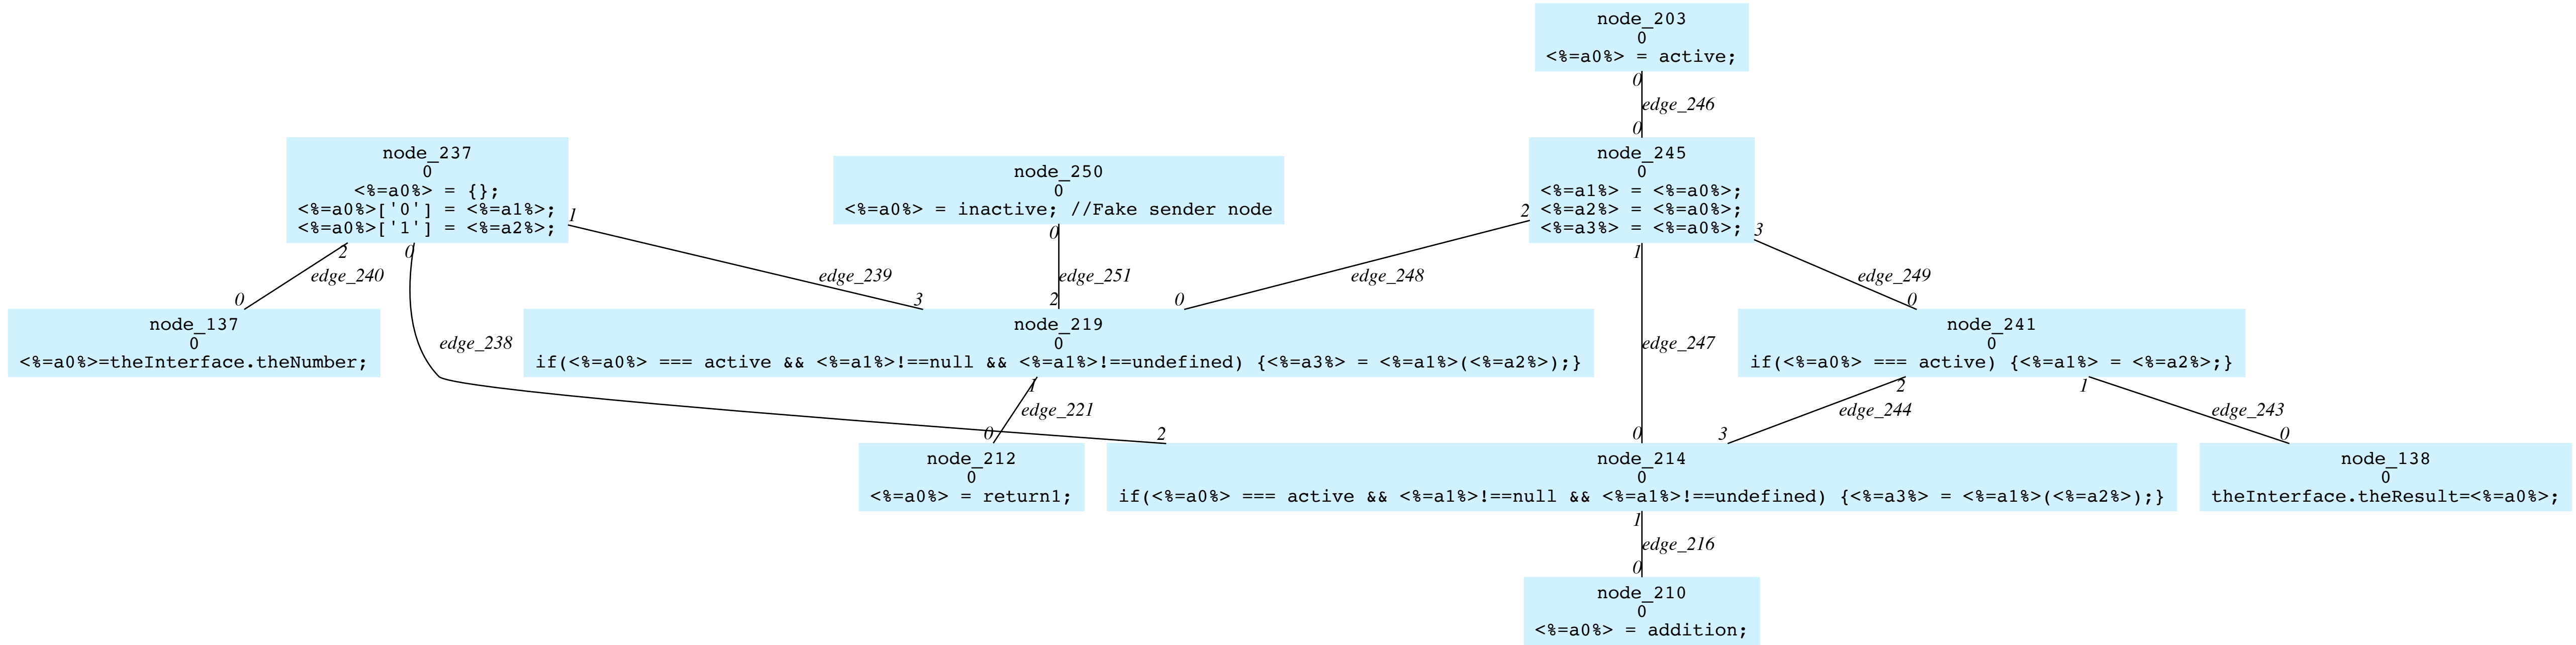 node_203
0
<%=a0%> = active;
0
edge_246
0
node_237
0
<%=a0%> = {};
<%=a0%>['0'] = <%=a1%>;
<%=a0%>['1'] = <%=a2%>;
node_250
0
<%=a0%> = inactive; //Fake sender node
node_245
0
<%=a1%> = <%=a0%>;
<%=a2%> = <%=a0%>;
<%=a3%> = <%=a0%>;
1
2
3
2
0
0
1
edge_240
edge_239
edge_251
edge_248
edge_249
0
3
2
0
0
node_137
0
<%=a0%>=theInterface.theNumber;
edge_238
node_219
0
if(<%=a0%> === active && <%=a1%>!==null && <%=a1%>!==undefined) {<%=a3%> = <%=a1%>(<%=a2%>);}
edge_247
node_241
0
if(<%=a0%> === active) {<%=a1%> = <%=a2%>;}
1
2
1
edge_221
edge_244
edge_243
0
2
0
3
0
node_212
0
<%=a0%> = return1;
node_214
0
if(<%=a0%> === active && <%=a1%>!==null && <%=a1%>!==undefined) {<%=a3%> = <%=a1%>(<%=a2%>);}
node_138
0
theInterface.theResult=<%=a0%>;
1
edge_216
0
node_210
0
<%=a0%> = addition;